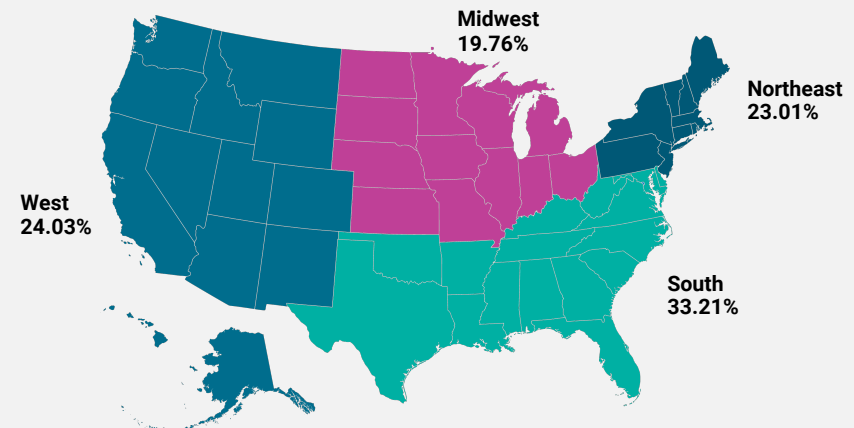 Midwest
19.76%
Northeast
23.01%
West
24.03%
South
33.21%